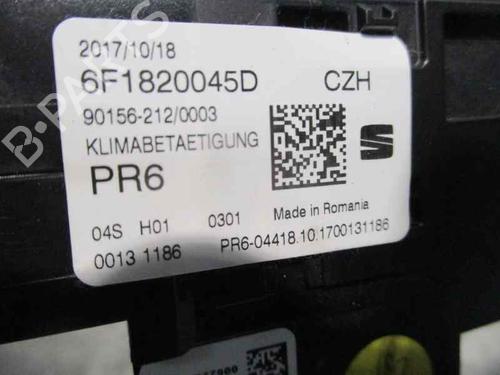 2017/10/18
6F1820045D CZH
90156-212/0003
KLIMABETAETIGUNG
PR6
04S H01 0301 Made in Romania
0013 1186 PR6-04418.10.1700131186
B-PARTS